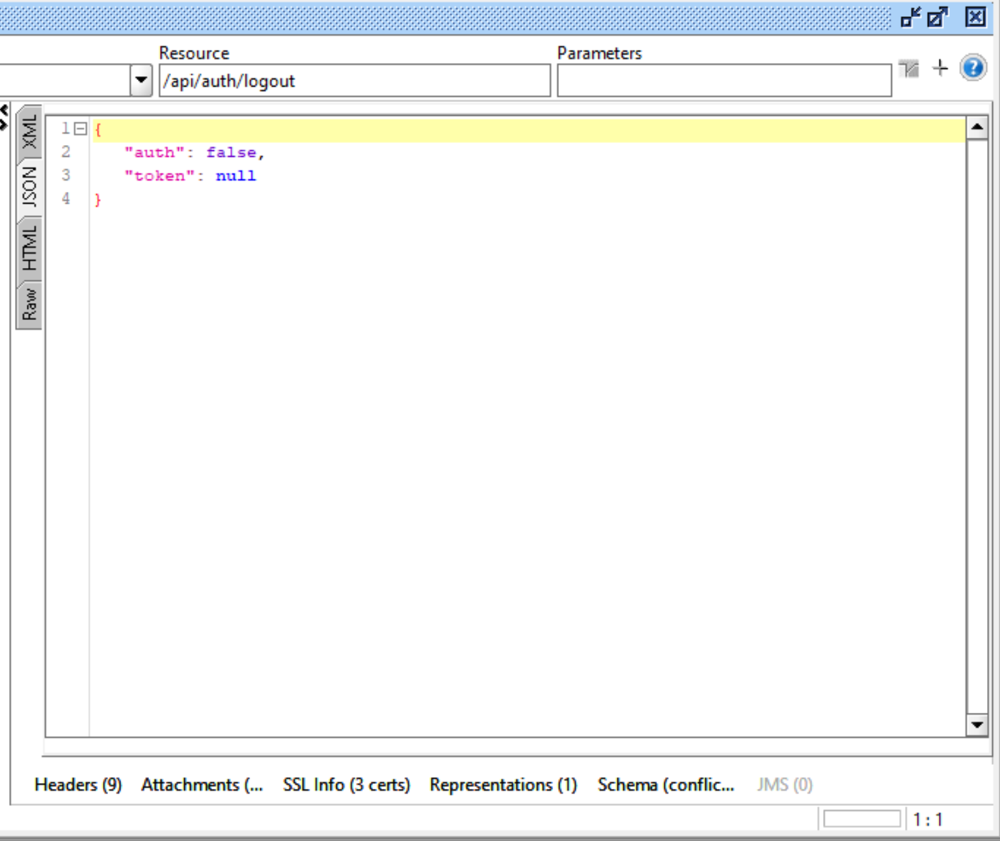 Resource
Parameters
/api/auth/logout
XML
JSON
HTML
Raw
1 {
2 "auth": false,
3 "token": null
4 }
Headers (9) Attachments (... SSL Info (3 certs) Representations (1) Schema (conflic... JMS (0)
1 : 1